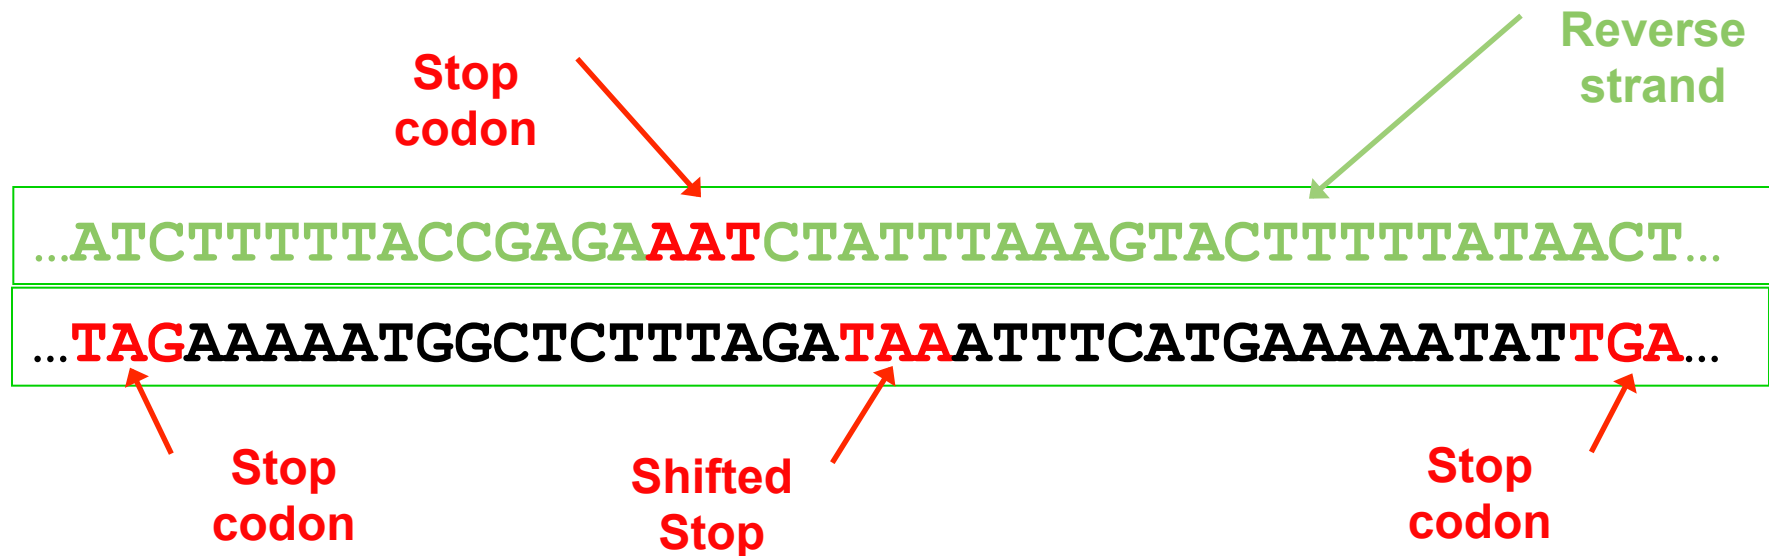 Reverse
strand
Stop
codon
...ATCTTTTTACCGAGAAATCTATTTAAAGTACTTTTTATAACT...
...TAGAAAAATGGCTCTTTAGATAAATTTCATGAAAAATATTGA...
Stop
codon
Shifted
Stop
Stop
codon